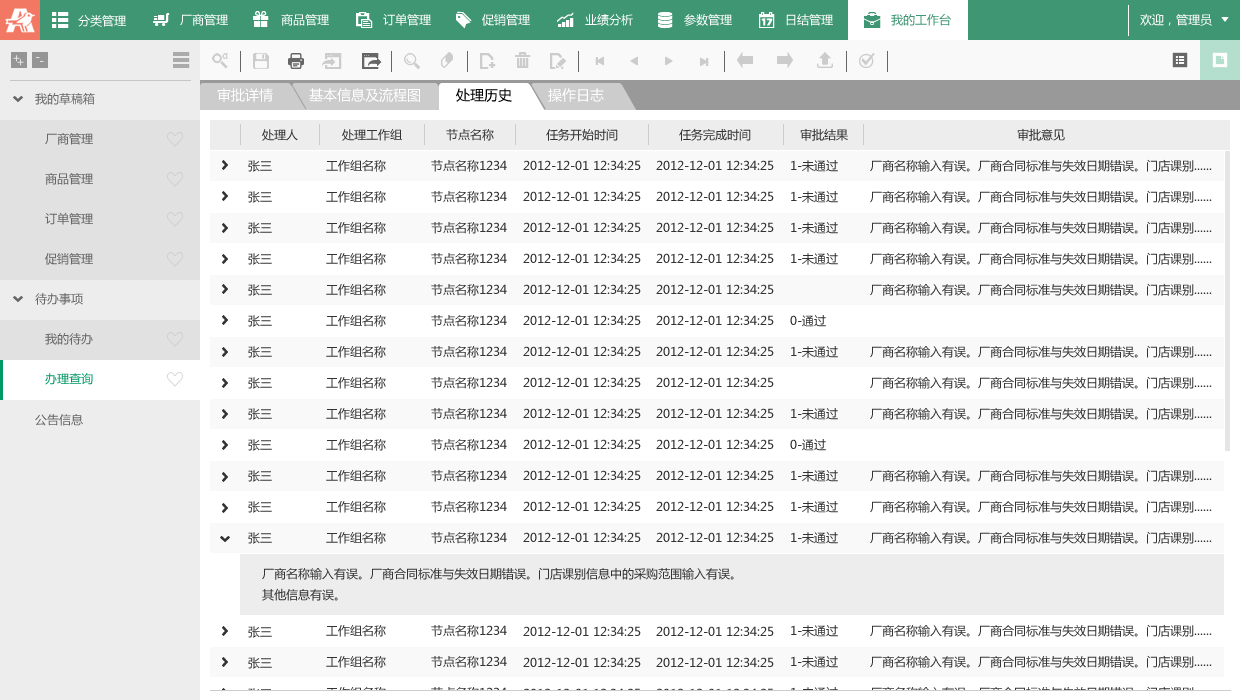 分类管理 厂商管理 商品管理 订单管理 促销管理 业绩分析 参数管理 日结管理 我的工作台 欢迎，管理员
我的草稿箱
厂商管理
商品管理
订单管理
促销管理
待办事项
我的待办
办理查询
公告信息
审批详情 基本信息及流程图 处理历史 操作日志
处理人 处理工作组 节点名称 任务开始时间 任务完成时间 审批结果 审批意见
张三 工作组名称 节点名称1234 2012-12-01 12:34:25 2012-12-01 12:34:25 1-未通过 厂商名称输入有误。厂商合同标准与失效日期错误。门店课别......
张三 工作组名称 节点名称1234 2012-12-01 12:34:25 2012-12-01 12:34:25 1-未通过 厂商名称输入有误。厂商合同标准与失效日期错误。门店课别......
张三 工作组名称 节点名称1234 2012-12-01 12:34:25 2012-12-01 12:34:25 1-未通过 厂商名称输入有误。厂商合同标准与失效日期错误。门店课别......
张三 工作组名称 节点名称1234 2012-12-01 12:34:25 2012-12-01 12:34:25 1-未通过 厂商名称输入有误。厂商合同标准与失效日期错误。门店课别......
张三 工作组名称 节点名称1234 2012-12-01 12:34:25 2012-12-01 12:34:25 厂商名称输入有误。厂商合同标准与失效日期错误。门店课别......
张三 工作组名称 节点名称1234 2012-12-01 12:34:25 2012-12-01 12:34:25 0-通过
张三 工作组名称 节点名称1234 2012-12-01 12:34:25 2012-12-01 12:34:25 1-未通过 厂商名称输入有误。厂商合同标准与失效日期错误。门店课别......
张三 工作组名称 节点名称1234 2012-12-01 12:34:25 2012-12-01 12:34:25 厂商名称输入有误。厂商合同标准与失效日期错误。门店课别......
张三 工作组名称 节点名称1234 2012-12-01 12:34:25 2012-12-01 12:34:25 1-未通过 厂商名称输入有误。厂商合同标准与失效日期错误。门店课别......
张三 工作组名称 节点名称1234 2012-12-01 12:34:25 2012-12-01 12:34:25 0-通过
张三 工作组名称 节点名称1234 2012-12-01 12:34:25 2012-12-01 12:34:25 1-未通过 厂商名称输入有误。厂商合同标准与失效日期错误。门店课别......
张三 工作组名称 节点名称1234 2012-12-01 12:34:25 2012-12-01 12:34:25 1-未通过 厂商名称输入有误。厂商合同标准与失效日期错误。门店课别......
张三 工作组名称 节点名称1234 2012-12-01 12:34:25 2012-12-01 12:34:25 1-未通过 厂商名称输入有误。厂商合同标准与失效日期错误。门店课别......
厂商名称输入有误。厂商合同标准与失效日期错误。门店课别信息中的采购范围输入有误。
其他信息有误。
张三 工作组名称 节点名称1234 2012-12-01 12:34:25 2012-12-01 12:34:25 1-未通过 厂商名称输入有误。厂商合同标准与失效日期错误。门店课别......
张三 工作组名称 节点名称1234 2012-12-01 12:34:25 2012-12-01 12:34:25 1-未通过 厂商名称输入有误。厂商合同标准与失效日期错误。门店课别......